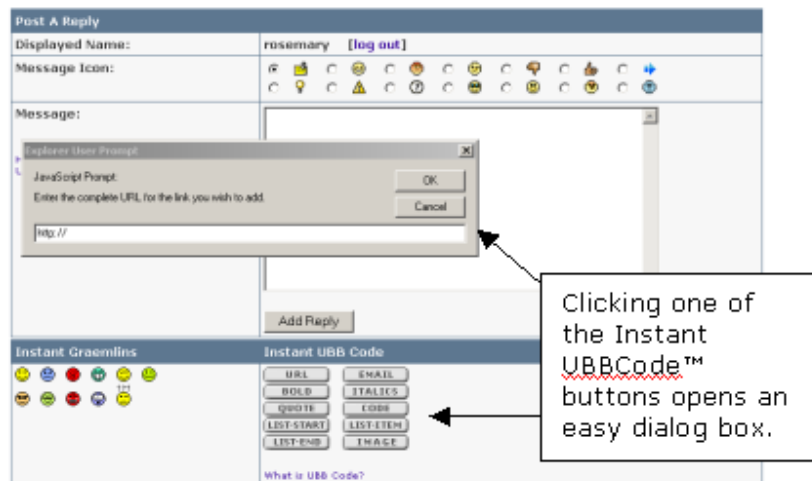 Post A Reply
Displayed Name:
rosemary [log out]
Message Icon:
Message:
Explorer User Prompt
JavaScript Prompt:
OK
Enter the complete URL for the link you wish to add.
Cancel
http://
Add Reply
Clicking one of
the Instant
UBBCode™
buttons opens an
easy dialog box.
Instant Graemlins
Instant UBB Code
URL EMAIL
BOLD ITALICS
QUOTE CODE
LIST-START LIST-ITEM
LIST-END IMAGE
What is UBB Code?